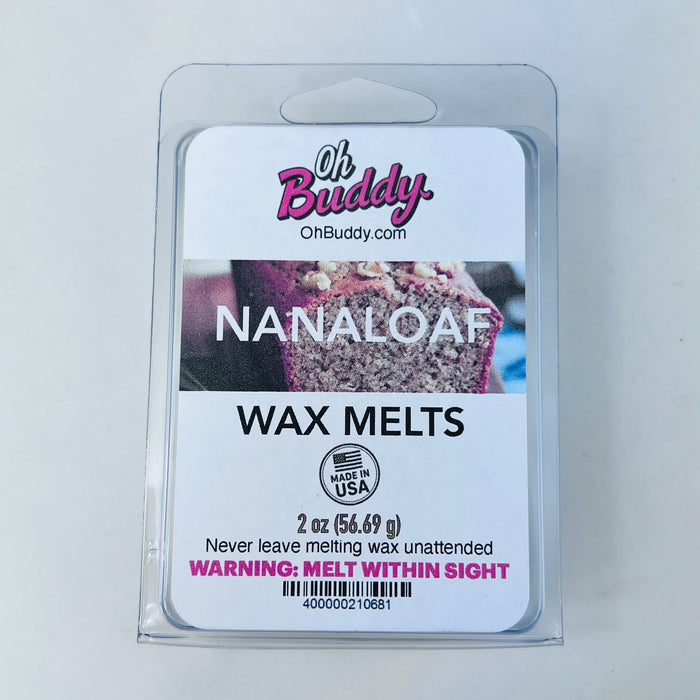 Oh
Buddy
OhBuddy.com
NANALOAF
WAX MELTS
MADE IN
USA
2 oz (56.69 g)
Never leave melting wax unattended
WARNING: MELT WITHIN SIGHT
400000210681